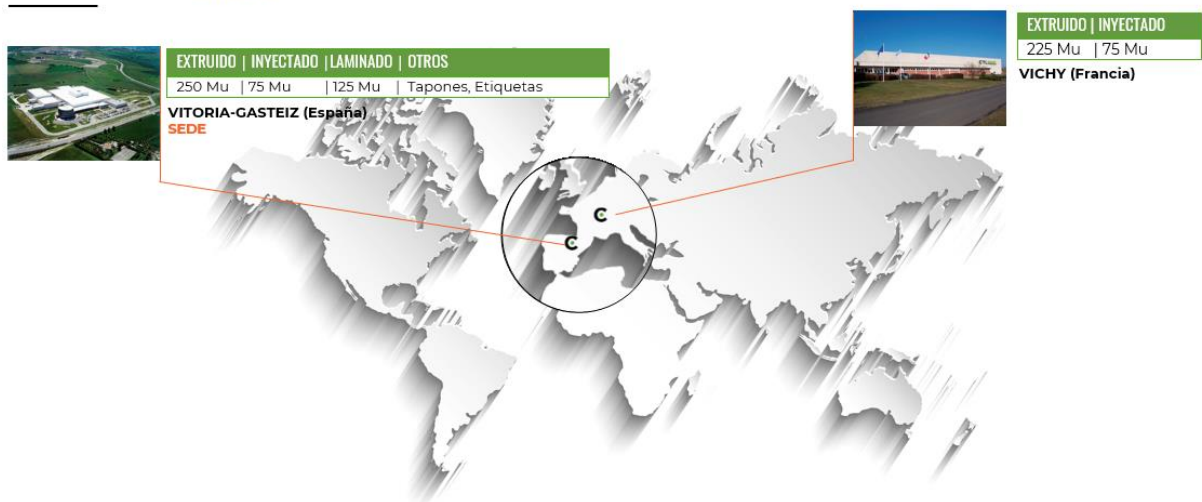 EXTRUIDO | INYECTADO | LAMINADO | OTROS
250 Mu | 75 Mu | 125 Mu | Tapones, Etiquetas
VITORIA-GASTEIZ (España)
SEDE
EXTRUIDO | INYECTADO
225 Mu | 75 Mu
VICHY (Francia)
C
C